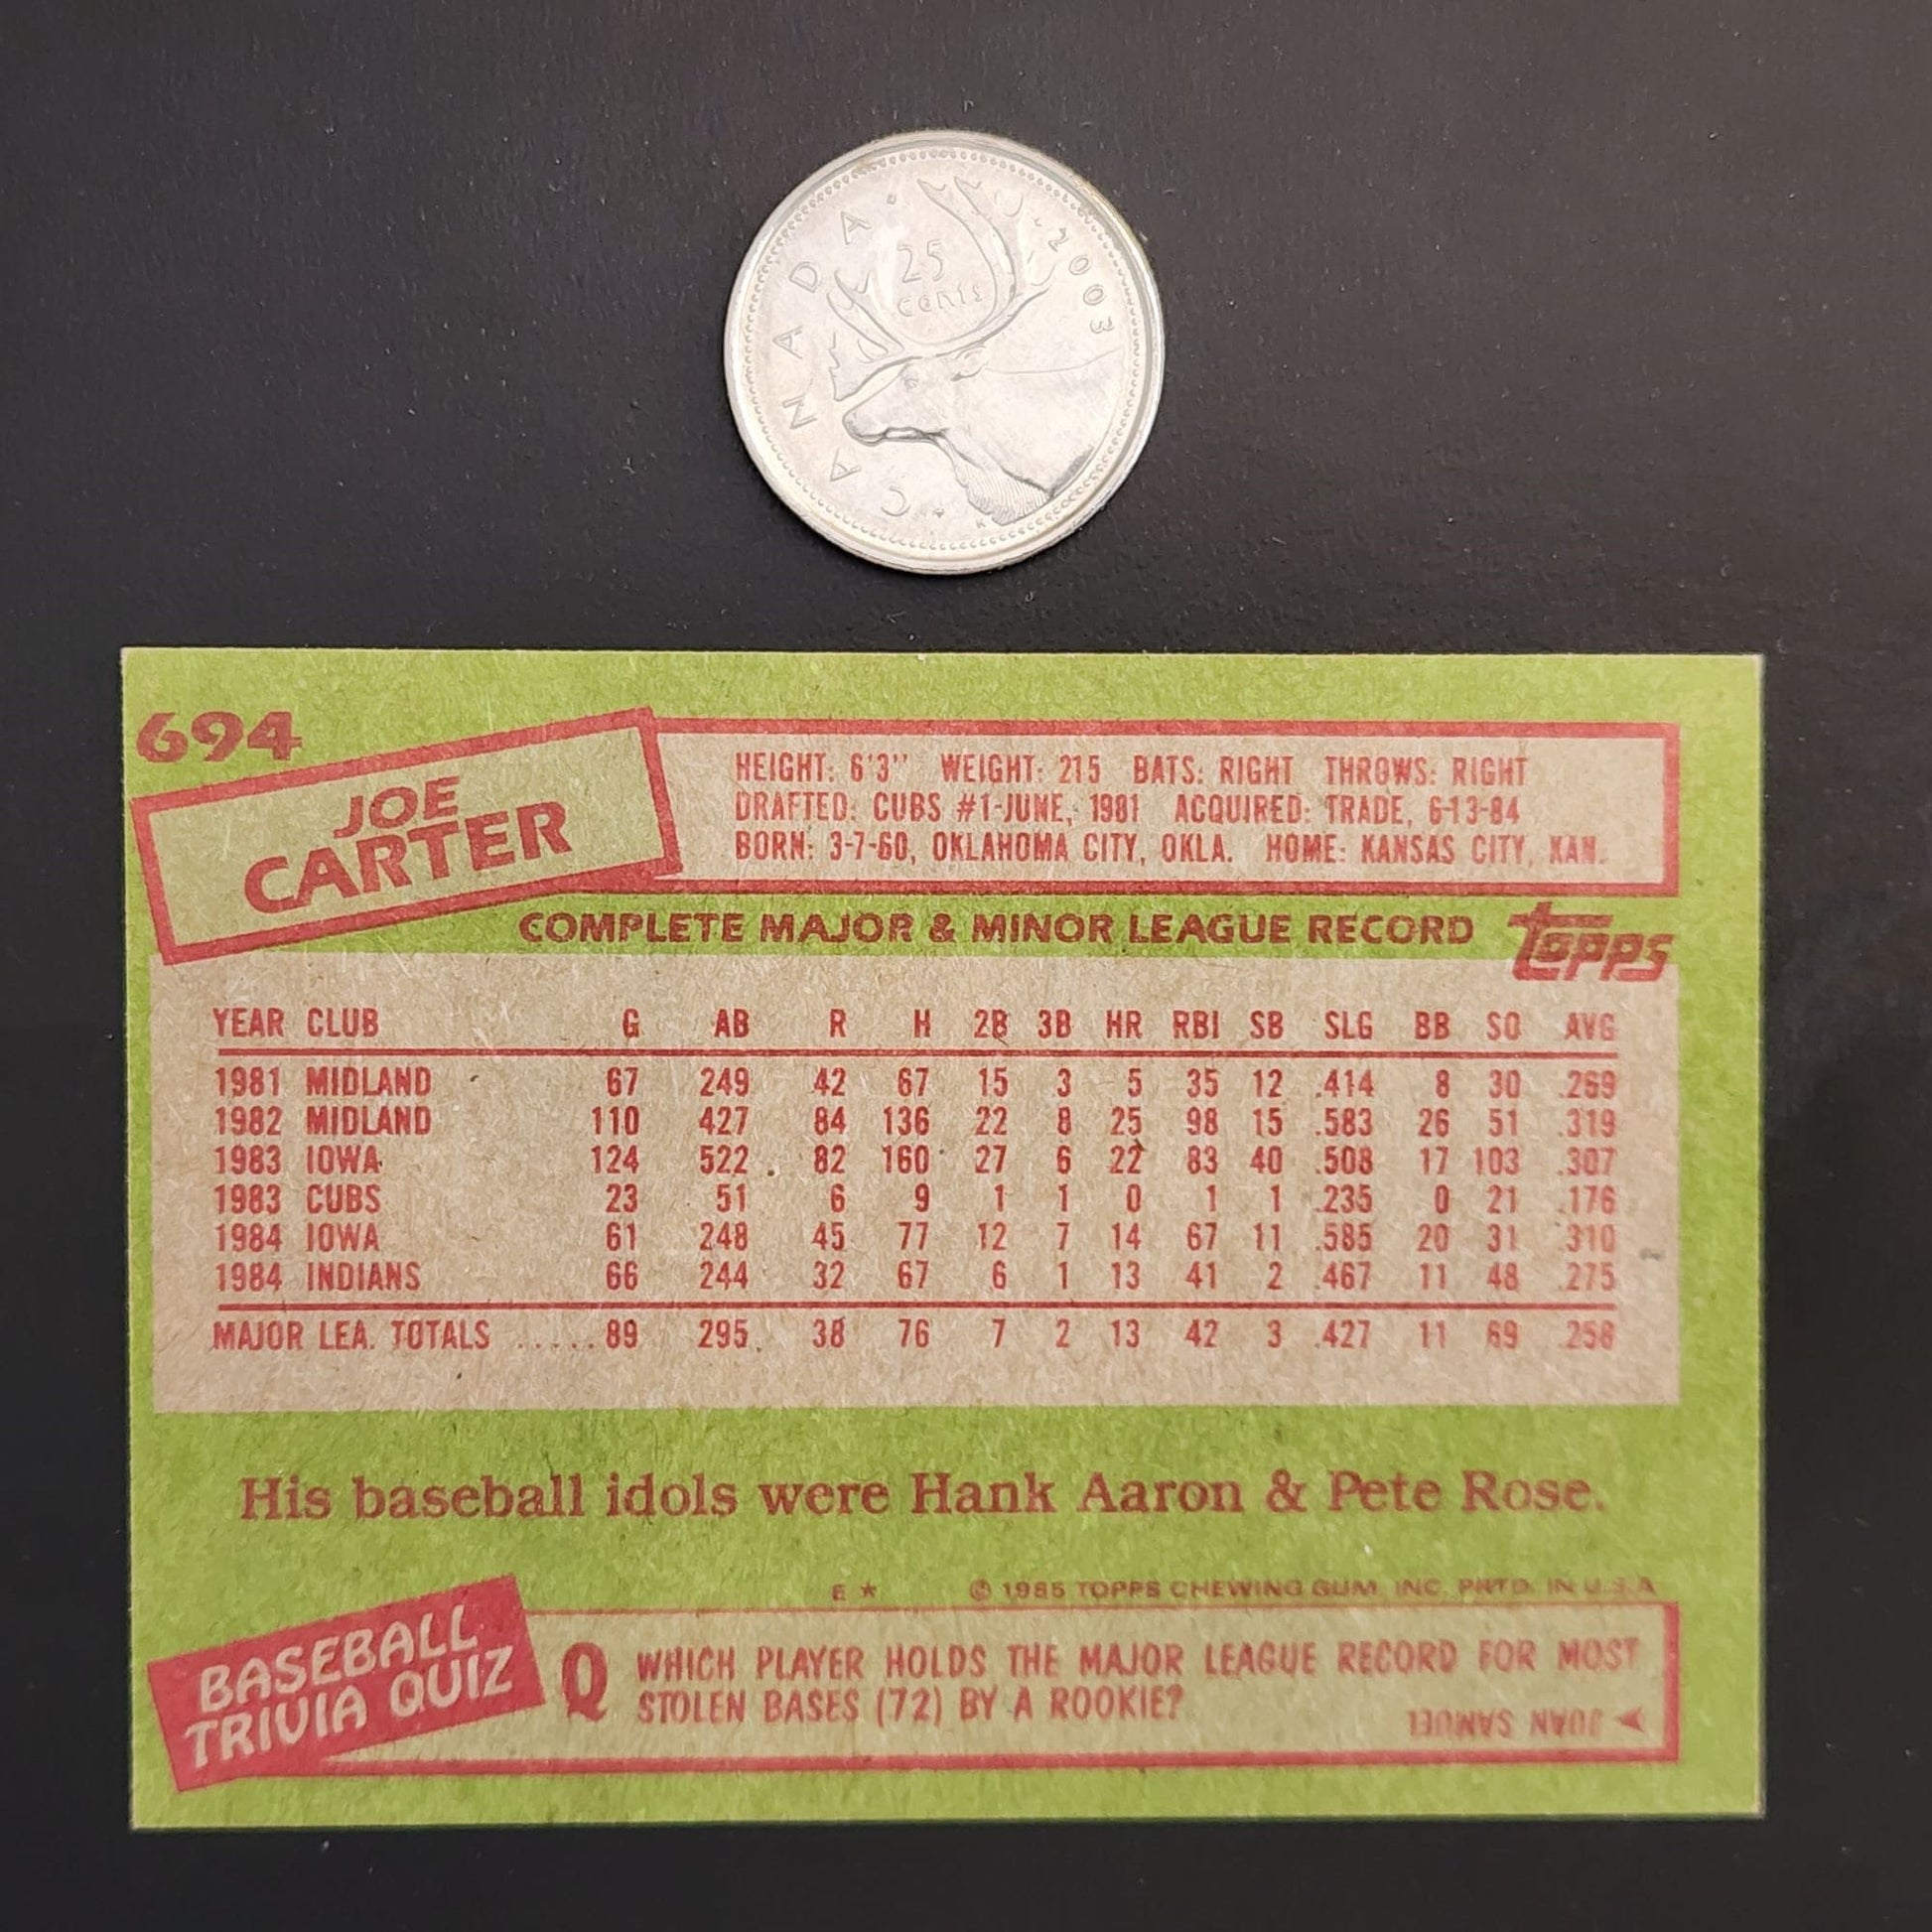 CANADA · 2003
25
cents
694
JOE
CARTER
HEIGHT: 6'3" WEIGHT: 215 BATS: RIGHT THROWS: RIGHT
DRAFTED: CUBS #1-JUNE, 1981 ACQUIRED: TRADE, 6-13-84
BORN: 3-7-60, OKLAHOMA CITY, OKLA. HOME: KANSAS CITY, KAN.
COMPLETE MAJOR & MINOR LEAGUE RECORD topps
YEAR CLUB G AB R H 2B 3B HR RBI SB SLG BB SO AVG
1981 MIDLAND 67 249 42 67 15 3 5 35 12 .414 8 30 .269
1982 MIDLAND 110 427 84 136 22 8 25 98 15 .583 26 51 .319
1983 IOWA 124 522 82 160 27 6 22 83 40 .508 17 103 .307
1983 CUBS 23 51 6 9 1 1 0 1 1 .235 0 21 .176
1984 IOWA 61 248 45 77 12 7 14 67 11 .585 20 31 .310
1984 INDIANS 66 244 32 67 6 1 13 41 2 .467 11 48 .275
MAJOR LEA. TOTALS ..... 89 295 38 76 7 2 13 42 3 .427 11 69 .258
His baseball idols were Hank Aaron & Pete Rose.
E ★ © 1985 TOPPS CHEWING GUM, INC. PRTD. IN U.S.A
BASEBALL
TRIVIA QUIZ
Q WHICH PLAYER HOLDS THE MAJOR LEAGUE RECORD FOR MOST
STOLEN BASES (72) BY A ROOKIE?
JUAN SAMUEL